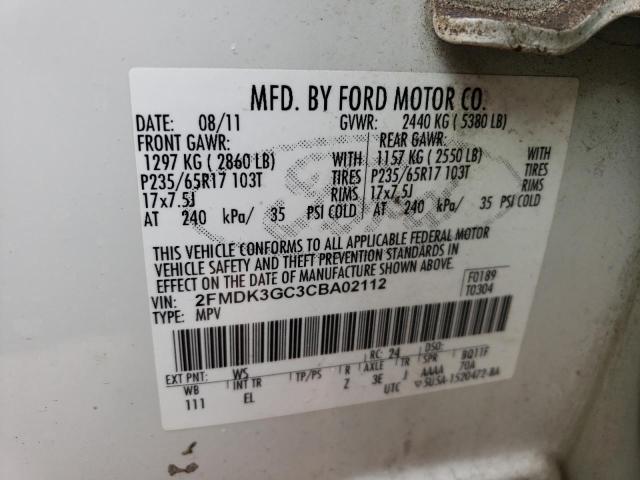 MFD. BY FORD MOTOR CO.
DATE: 08/11 GVWR: 2440 KG ( 5380 LB)
FRONT GAWR: REAR GAWR:
1297 KG ( 2860 LB) WITH 1157 KG ( 2550 LB) WITH
P235/65R17 103T TIRES P235/65R17 103T TIRES
17x7.5J RIMS 17x7.5J RIMS
AT 240 kPa/ 35 PSI COLD AT 240 kPa/ 35 PSI COLD
THIS VEHICLE CONFORMS TO ALL APPLICABLE FEDERAL MOTOR
VEHICLE SAFETY AND THEFT PREVENTION STANDARDS IN
EFFECT ON THE DATE OF MANUFACTURE SHOWN ABOVE.
F0189
T0304
VIN: 2FMDK3GC3CBA02112
TYPE: MPV
EXT PNT: WS RC: 24 DSO:
WB INT TR TP/PS R AXLE TR SPR BQ11F
111 EL Z 3E J AAAA 70A
UTC 5U5A-1520472-BA